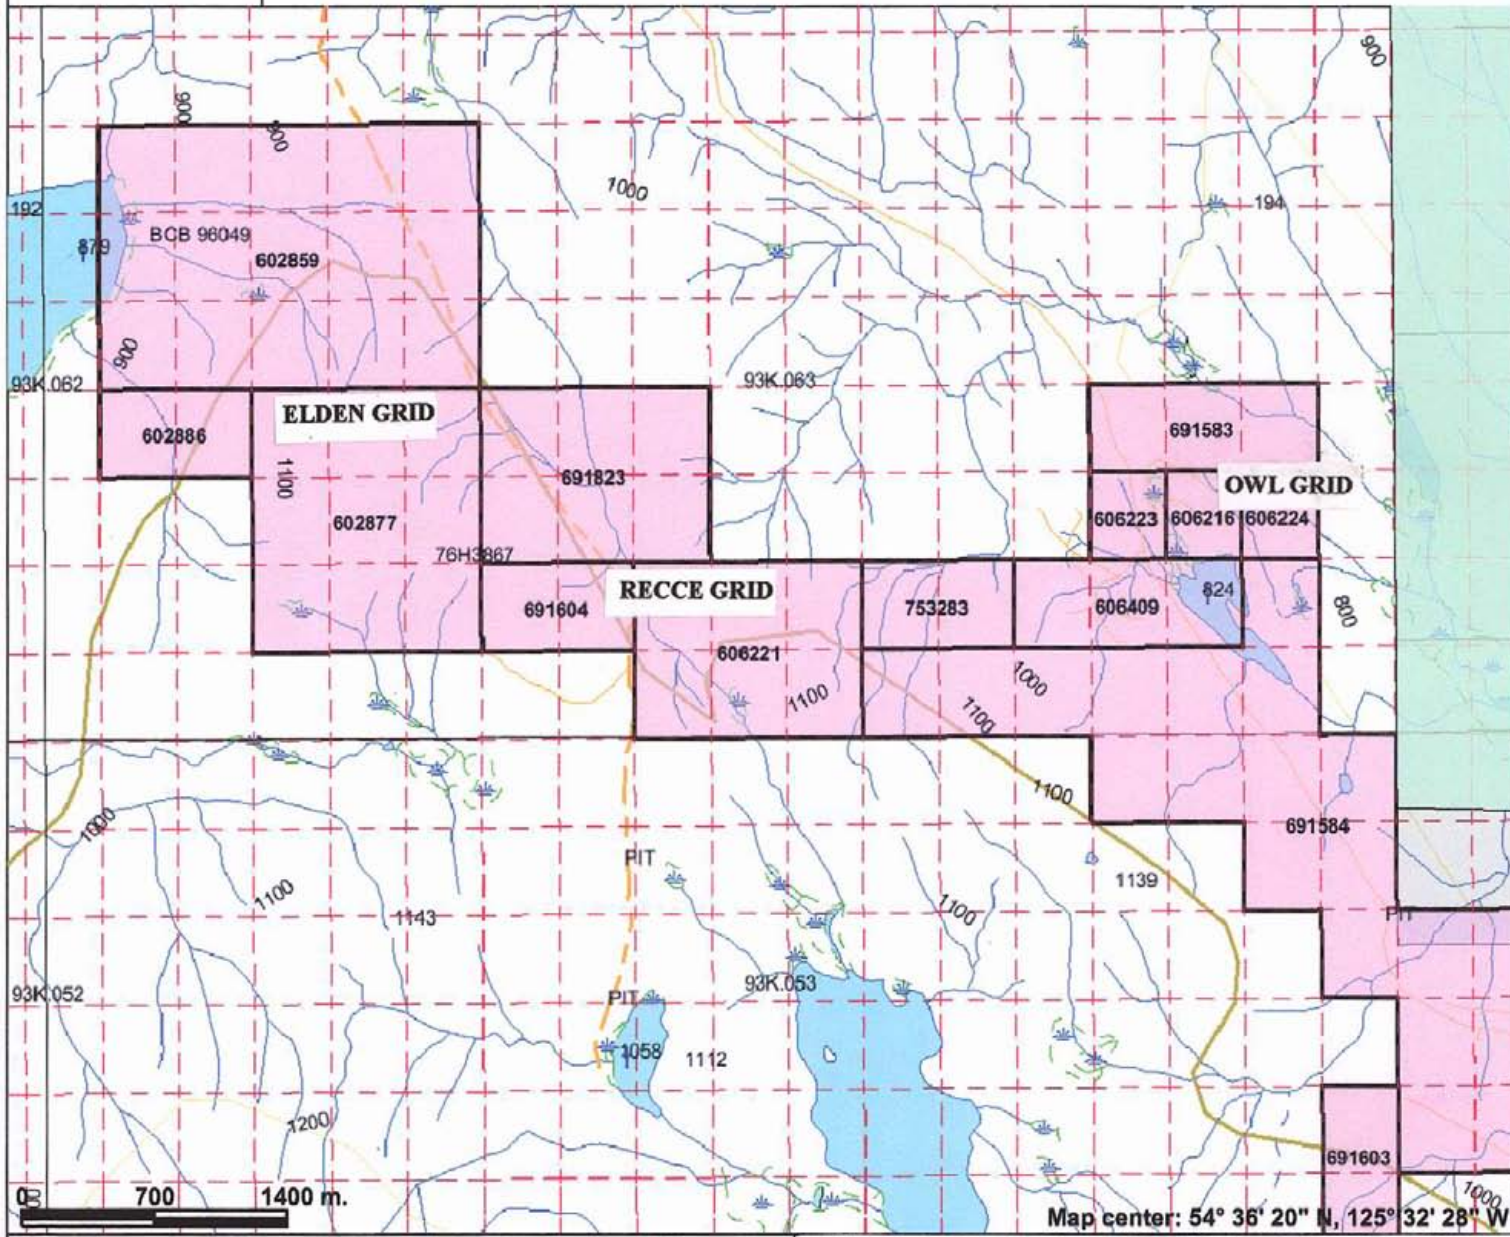 900
900
900
1000
192
194
879
BCB 96049
602859
900
93K.062
93K.063
ELDEN GRID
691583
602886
1100
691823
OWL GRID
602877
606223
606216
606224
76H3867
RECCE GRID
824
691604
753283
606409
800
606221
1100
1000
1100
1100
1000
691584
PIT
1139
1100
1143
1100
PIT
93K.052
93K.053
PIT
1058
1112
1200
691603
0 700 1400 m.
1000
Map center: 54° 36' 20" N, 125° 32' 28" W